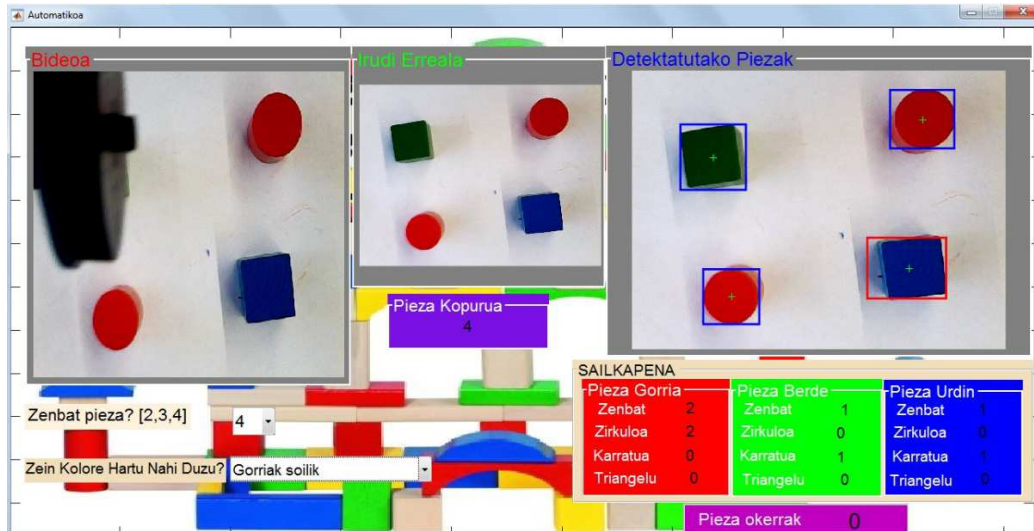 Automatikoa
Bideoa
Irudi Erreala
Detektatutako Piezak
Pieza Kopurua
4
Zenbat pieza? [2,3,4]
4
Zein Kolore Hartu Nahi Duzu?
Gorriak soilik
SAILKAPENA
Pieza Gorria
Zenbat 2
Zirkuloa 2
Karratua 0
Triangelu 0
Pieza Berde
Zenbat 1
Zirkuloa 0
Karratua 1
Triangelu 0
Pieza Urdin
Zenbat 1
Zirkuloa 0
Karratua 1
Triangelu 0
Pieza okerrak 0